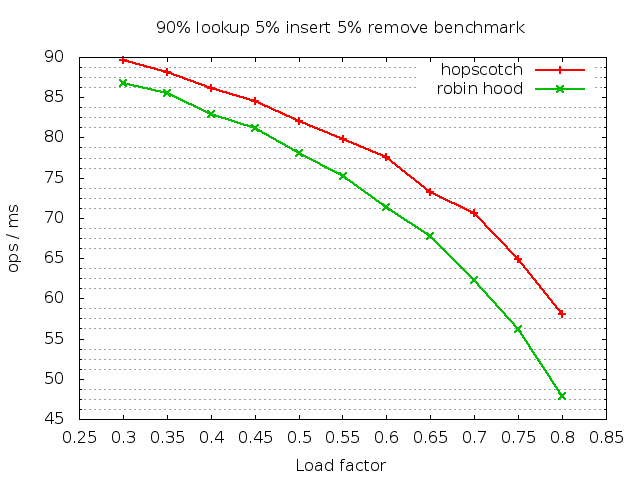 90% lookup 5% insert 5% remove benchmark
90
85
80
75
70
65
60
55
50
45
ops / ms
hopscotch
robin hood
0.25 0.3 0.35 0.4 0.45 0.5 0.55 0.6 0.65 0.7 0.75 0.8 0.85
Load factor